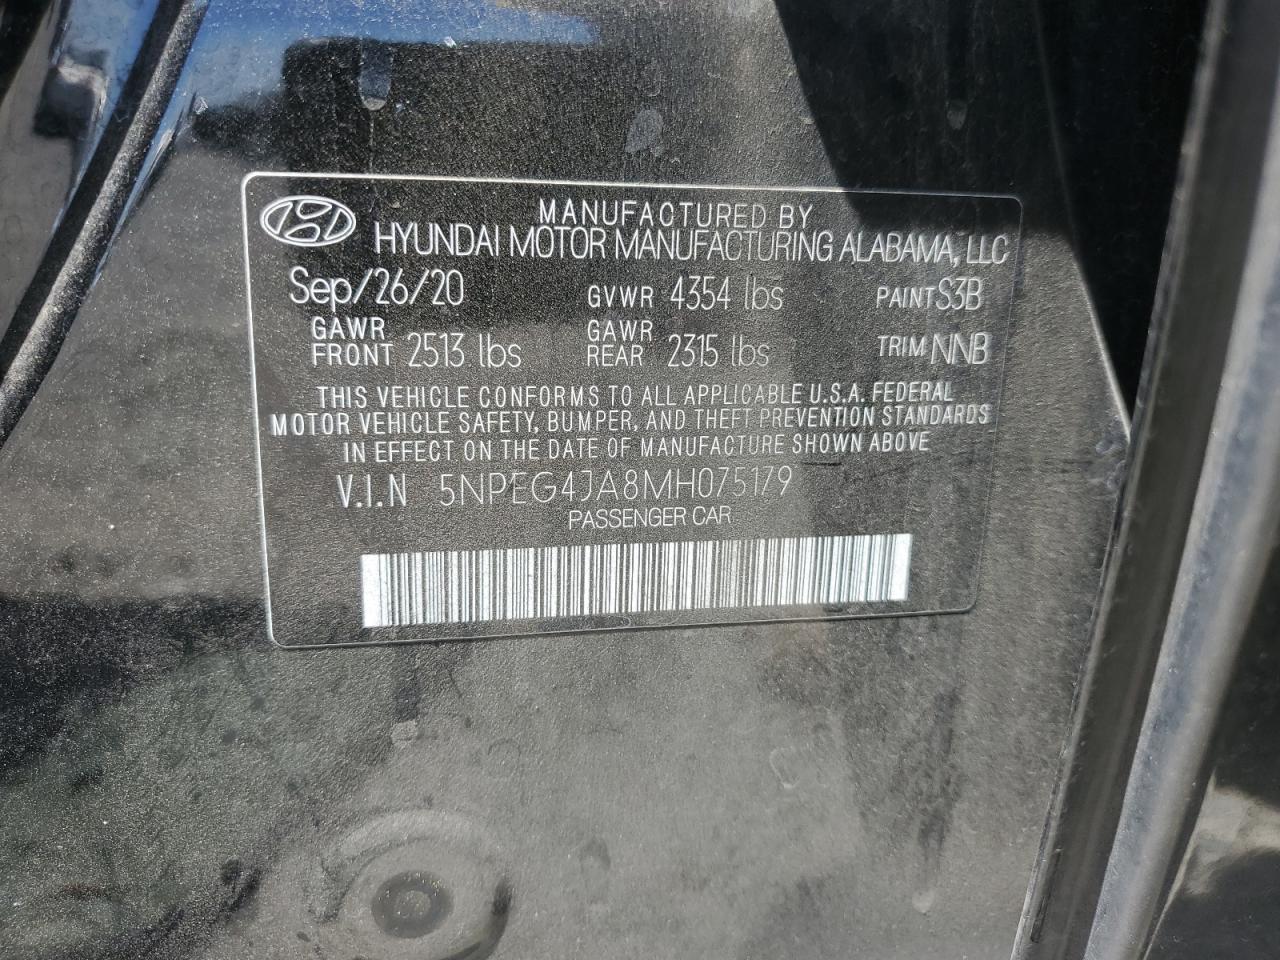 MANUFACTURED BY
HYUNDAI MOTOR MANUFACTURING ALABAMA, LLC
Sep/26/20 GVWR 4354 lbs PAINT S3B
GAWR FRONT 2513 lbs GAWR REAR 2315 lbs TRIM NNB
THIS VEHICLE CONFORMS TO ALL APPLICABLE U.S.A. FEDERAL
MOTOR VEHICLE SAFETY, BUMPER, AND THEFT PREVENTION STANDARDS
IN EFFECT ON THE DATE OF MANUFACTURE SHOWN ABOVE
V.I.N 5NPEG4JA8MH075179
PASSENGER CAR